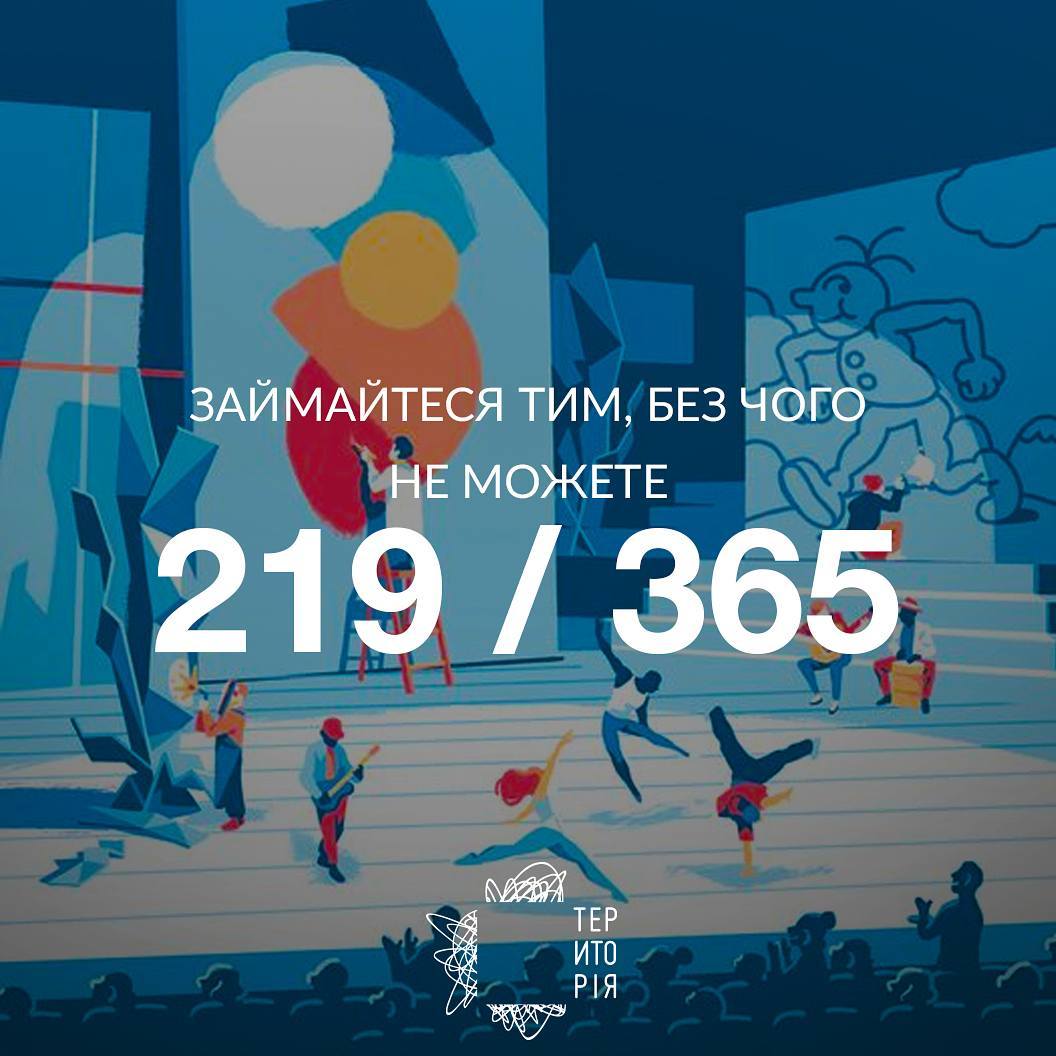 ЗАЙМАЙТЕСЯ ТИМ, БЕЗ ЧОГО
НЕ МОЖЕТЕ
219 / 365
ТЕР
ИТО
РІЯ